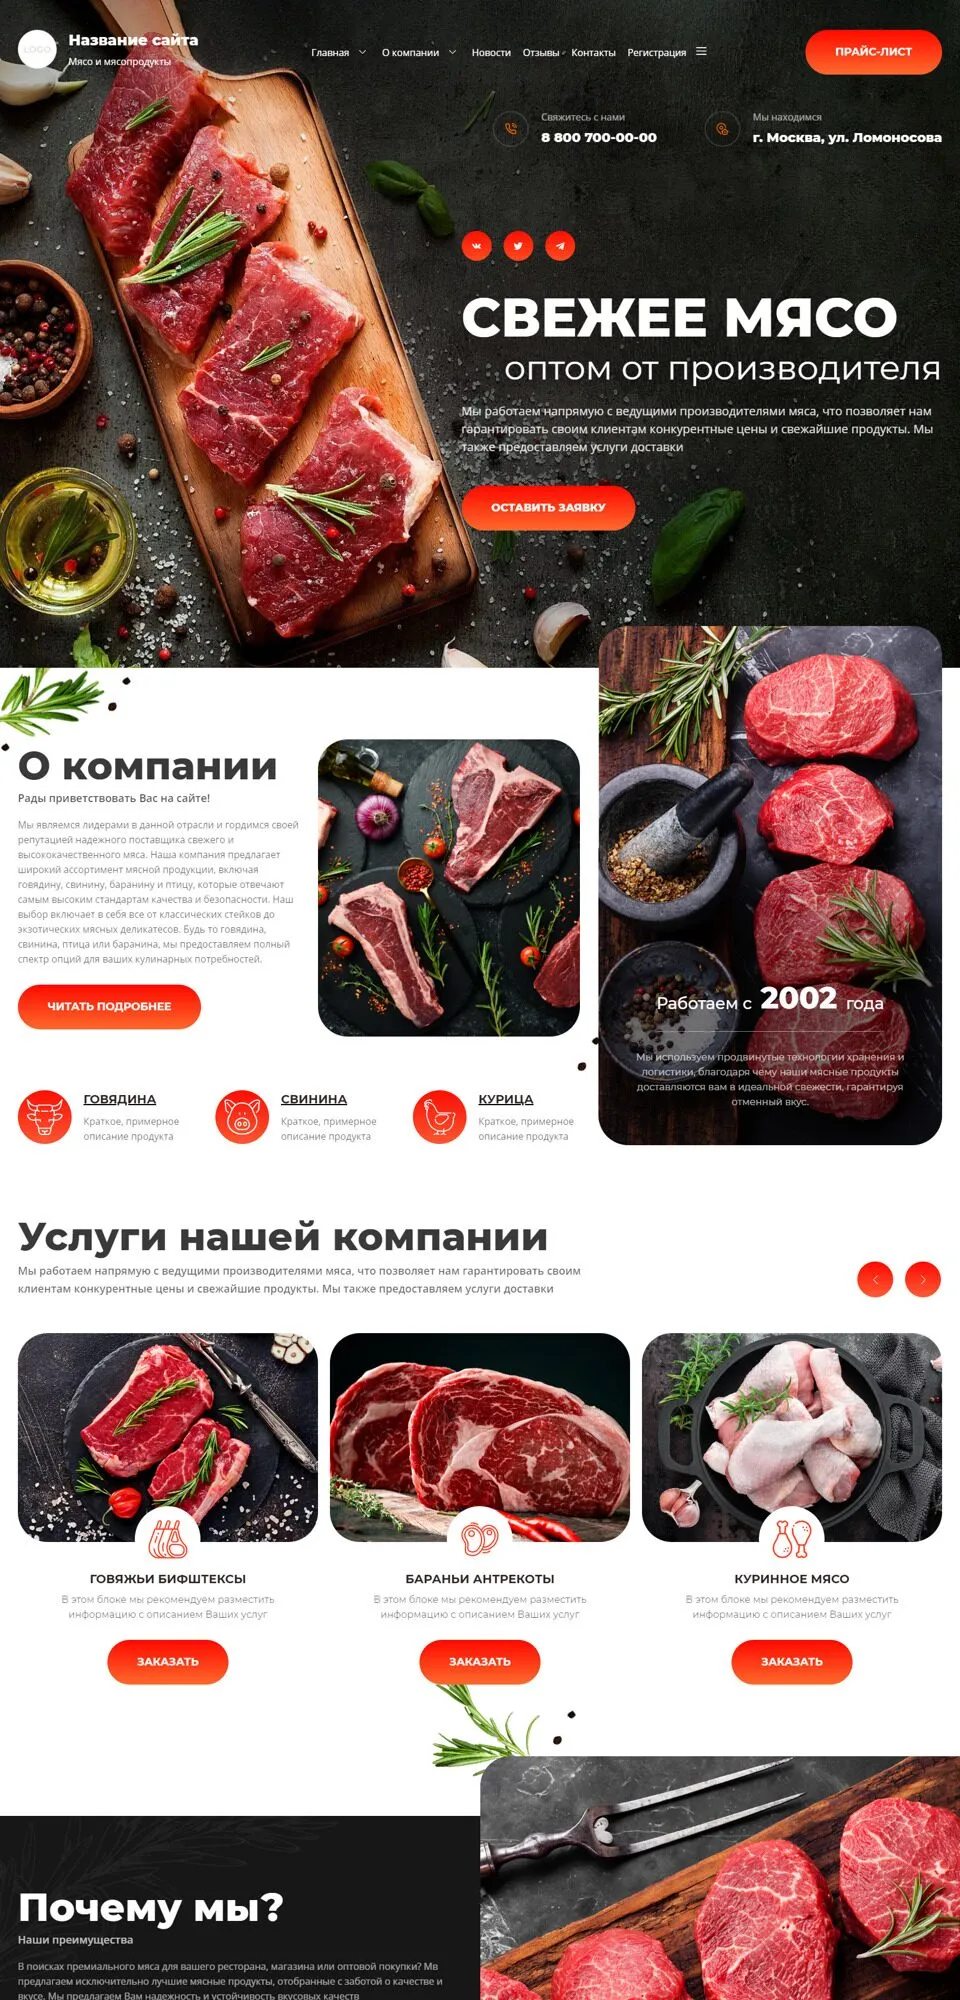 LOGO
Название сайта
Мясо и мясопродукты
Главная
О компании
Новости
Отзывы
Контакты
Регистрация
ПРАЙС-ЛИСТ
Свяжитесь с нами
8 800 700-00-00
Мы находимся
г. Москва, ул. Ломоносова
СВЕЖЕЕ МЯСО
оптом от производителя
Мы работаем напрямую с ведущими производителями мяса, что позволяет нам
гарантировать своим клиентам конкурентные цены и свежайшие продукты. Мы
также предоставляем услуги доставки
ОСТАВИТЬ ЗАЯВКУ
О компании
Рады приветствовать Вас на сайте!
Мы являемся лидерами в данной отрасли и гордимся своей
репутацией надежного поставщика свежего и
высококачественного мяса. Наша компания предлагает
широкий ассортимент мясной продукции, включая
говядину, свинину, баранину и птицу, которые отвечают
самым высоким стандартам качества и безопасности. Наш
выбор включает в себя все от классических стейков до
экзотических мясных деликатесов. Будь то говядина,
свинина, птица или баранина, мы предоставляем полный
спектр опций для ваших кулинарных потребностей.
ЧИТАТЬ ПОДРОБНЕЕ
Работаем с 2002 года
Мы используем продвинутые технологии хранения и
логистики, благодаря чему наши мясные продукты
доставляются вам в идеальной свежести, гарантируя
отменный вкус.
ГОВЯДИНА
Краткое, примерное
описание продукта
СВИНИНА
Краткое, примерное
описание продукта
КУРИЦА
Краткое, примерное
описание продукта
Услуги нашей компании
Мы работаем напрямую с ведущими производителями мяса, что позволяет нам гарантировать своим
клиентам конкурентные цены и свежайшие продукты. Мы также предоставляем услуги доставки
ГОВЯЖЬИ БИФШТЕКСЫ
В этом блоке мы рекомендуем разместить
информацию с описанием Ваших услуг
ЗАКАЗАТЬ
БАРАНЬИ АНТРЕКОТЫ
В этом блоке мы рекомендуем разместить
информацию с описанием Ваших услуг
ЗАКАЗАТЬ
КУРИННОЕ МЯСО
В этом блоке мы рекомендуем разместить
информацию с описанием Ваших услуг
ЗАКАЗАТЬ
Почему мы?
Наши преимущества
В поисках премиального мяса для вашего ресторана, магазина или оптовой покупки? Мв
предлагаем исключительно лучшие мясные продукты, отобранные с заботой о качестве и
вкусе. Мы предлагаем Вам надежность и устойчивость вкусовых качеств